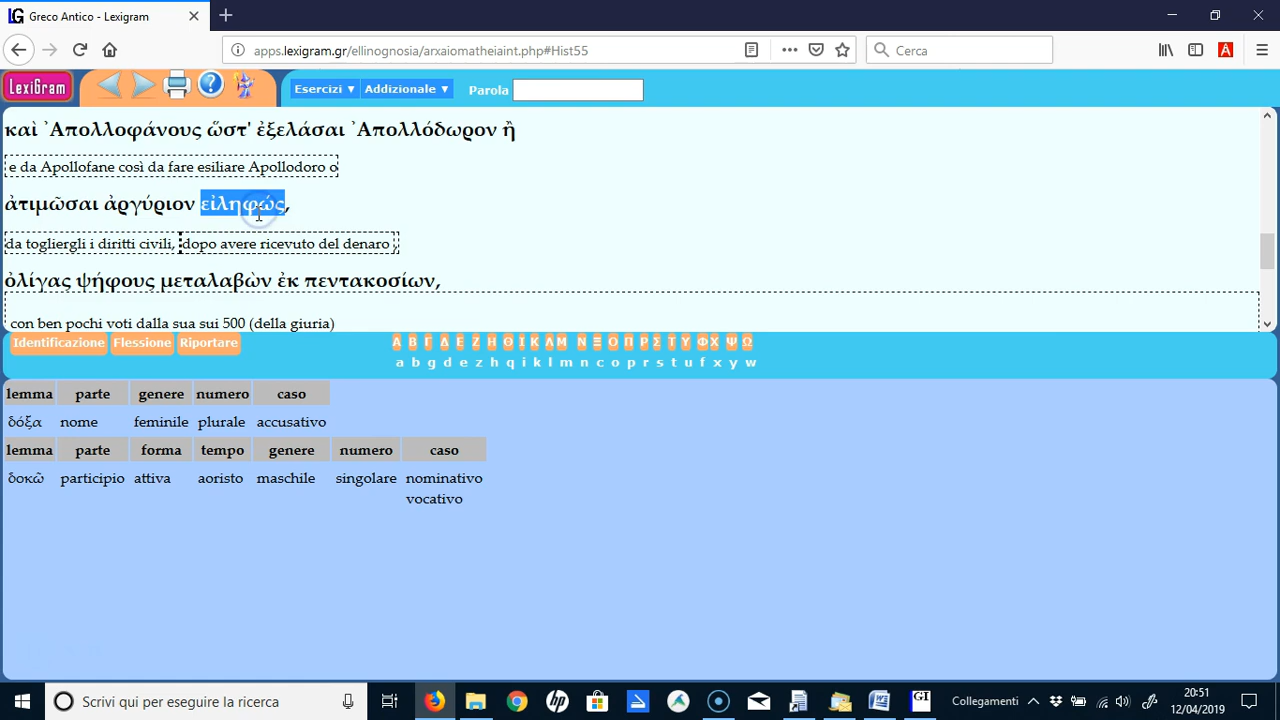 Greco Antico - Lexigram
apps.lexigram.gr/ellinognosia/arxaiomatheiaint.php#Hist55
Cerca
LexiGram
Esercizi ▼ Addizionale ▼ Parola
καὶ Ἀπολλοφάνους ὥστ' ἐξελάσαι Ἀπολλόδωρον ἢ
e da Apollofane così da fare esiliare Apollodoro o
ἀτιμῶσαι ἀργύριον εἰληφώς,
da togliergli i diritti civili, dopo avere ricevuto del denaro ,
ὀλίγας ψήφους μεταλαβὼν ἐκ πεντακοσίων,
con ben pochi voti dalla sua sui 500 (della giuria)
Identificazione Flessione Riportare
Α Β Γ Δ Ε Ζ Η Θ Ι Κ Λ Μ Ν Ξ Ο Π Ρ Σ Τ Υ Φ Χ Ψ Ω
a b g d e z h q i k l m n c o p r s t u f x y w
lemma parte genere numero caso
δόξα nome feminile plurale accusativo
lemma parte forma tempo genere numero caso
δοκῶ participio attiva aoristo maschile singolare nominativo
vocativo
Scrivi qui per eseguire la ricerca
GI
Collegamenti
20:51
12/04/2019